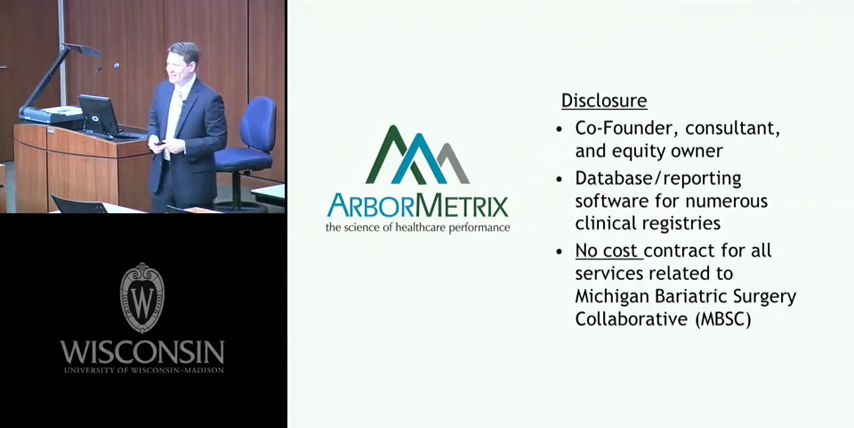 Disclosure
• Co-Founder, consultant,
and equity owner
• Database/reporting
software for numerous
clinical registries
• No cost contract for all
services related to
Michigan Bariatric Surgery
Collaborative (MBSC)
ARBORMETRIX
the science of healthcare performance
W
WISCONSIN
UNIVERSITY OF WISCONSIN–MADISON